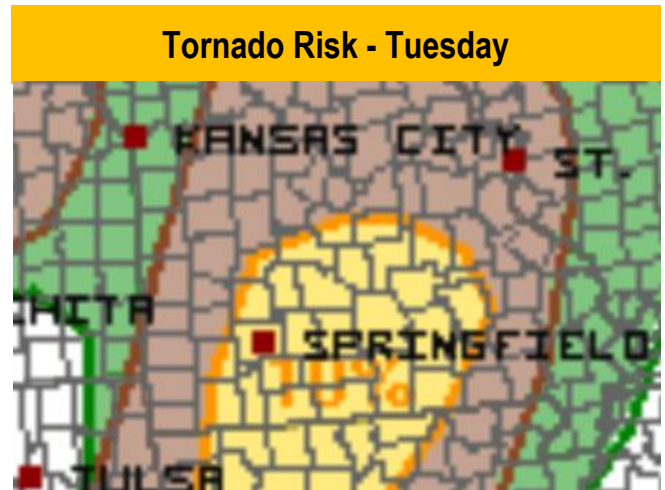 Tornado Risk - Tuesday
KANSAS CITY
ST.
CHITA
SPRINGFIELD
10%
TULSA